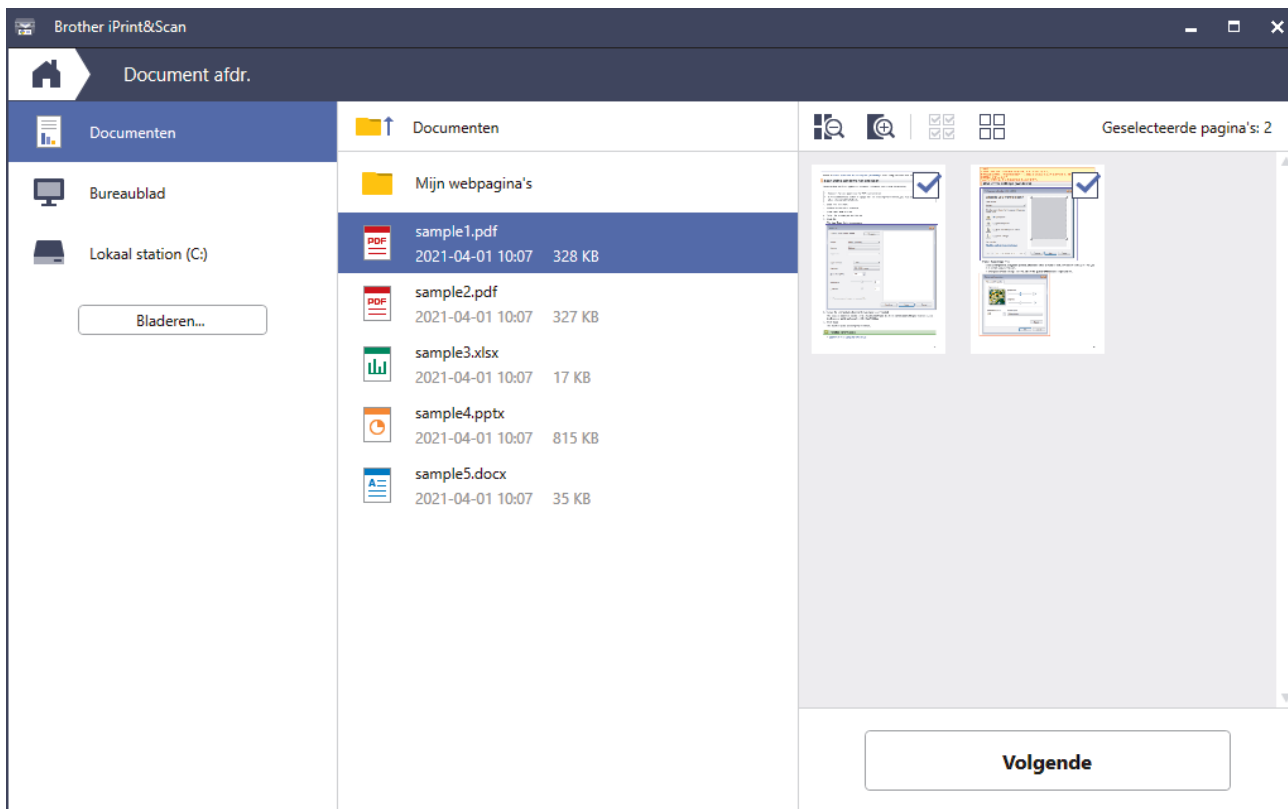 Brother iPrint&Scan
Document afdr.
Documenten
Bureaublad
Lokaal station (C:)
Bladeren...
Documenten
Mijn webpagina's
sample1.pdf
2021-04-01 10:07 328 KB
sample2.pdf
2021-04-01 10:07 327 KB
sample3.xlsx
2021-04-01 10:07 17 KB
sample4.pptx
2021-04-01 10:07 815 KB
sample5.docx
2021-04-01 10:07 35 KB
Geselecteerde pagina's: 2
Volgende